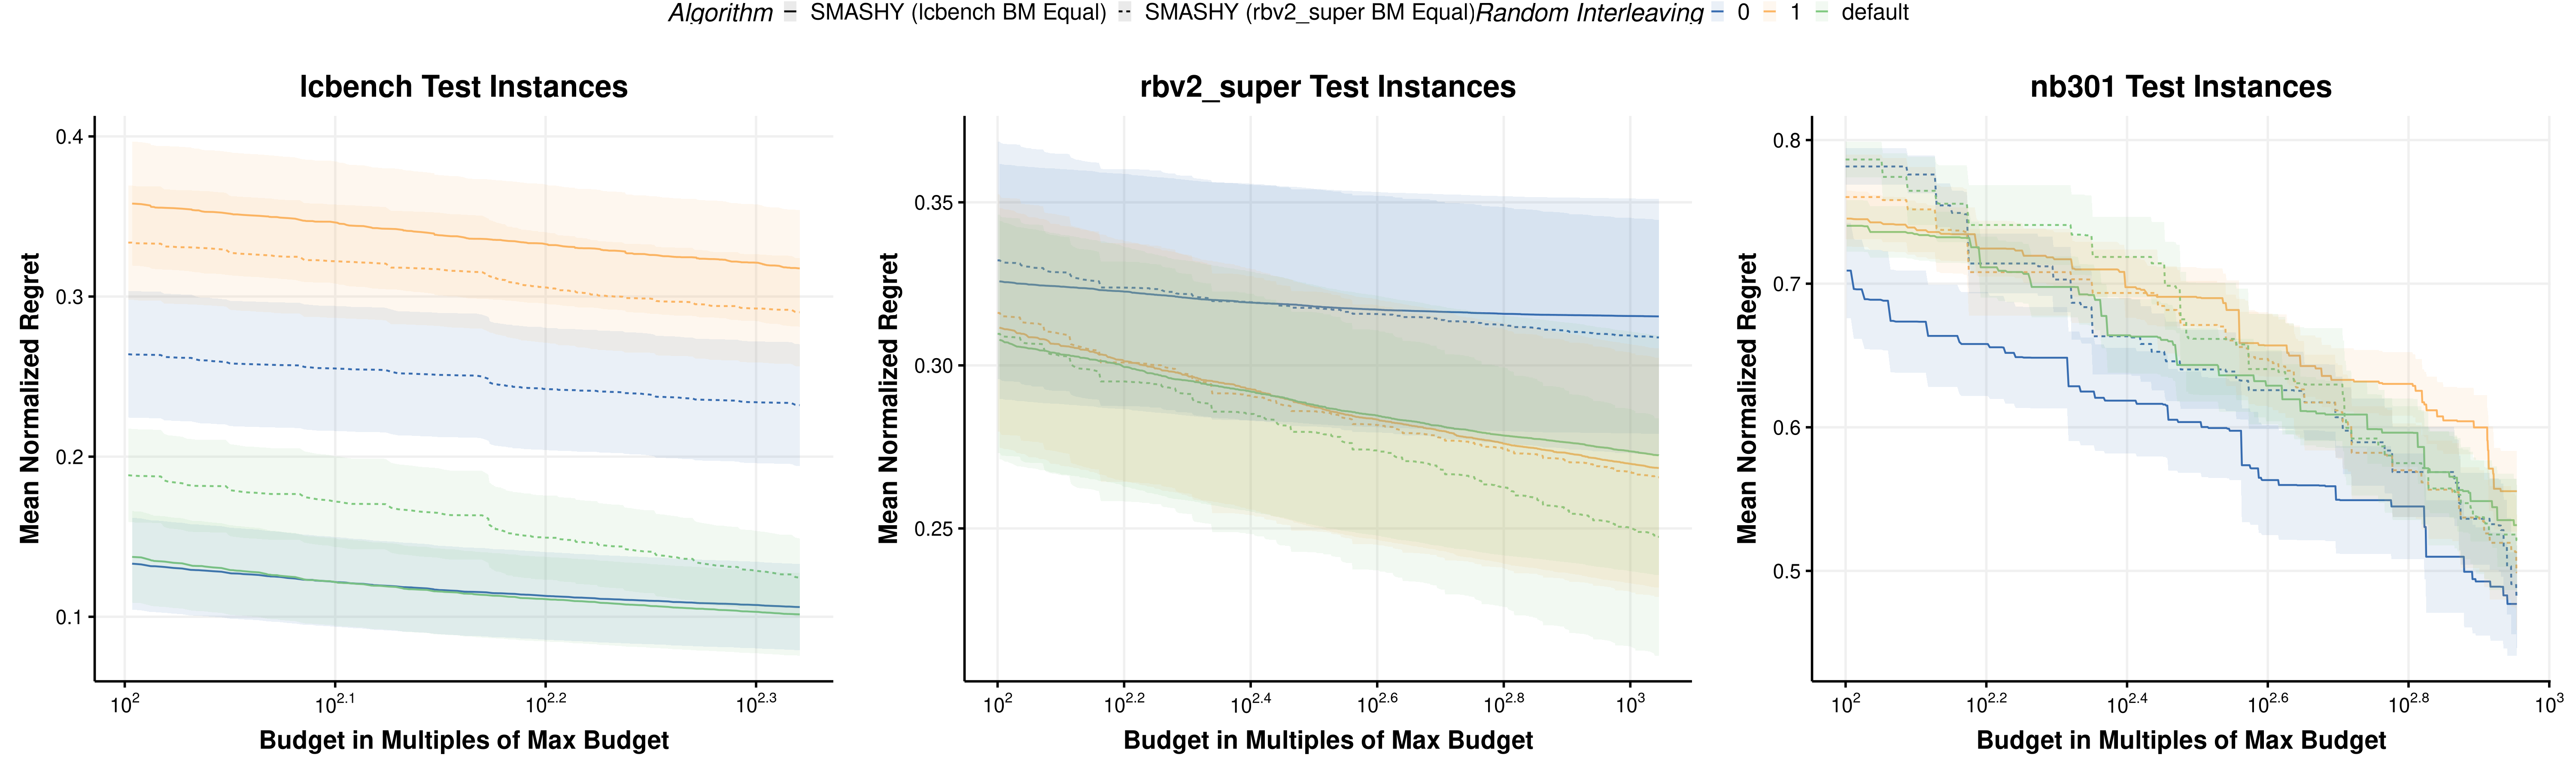 Algorithm SMASHY (lcbench BM Equal) SMASHY (rbv2_super BM Equal) Random Interleaving 0 1 default
lcbench Test Instances
0.4
0.3
0.2
0.1
Mean Normalized Regret
10^2 10^2.1 10^2.2 10^2.3
Budget in Multiples of Max Budget
rbv2_super Test Instances
0.35
0.30
0.25
Mean Normalized Regret
10^2 10^2.2 10^2.4 10^2.6 10^2.8 10^3
Budget in Multiples of Max Budget
nb301 Test Instances
0.8
0.7
0.6
0.5
Mean Normalized Regret
10^2 10^2.2 10^2.4 10^2.6 10^2.8 10^3
Budget in Multiples of Max Budget